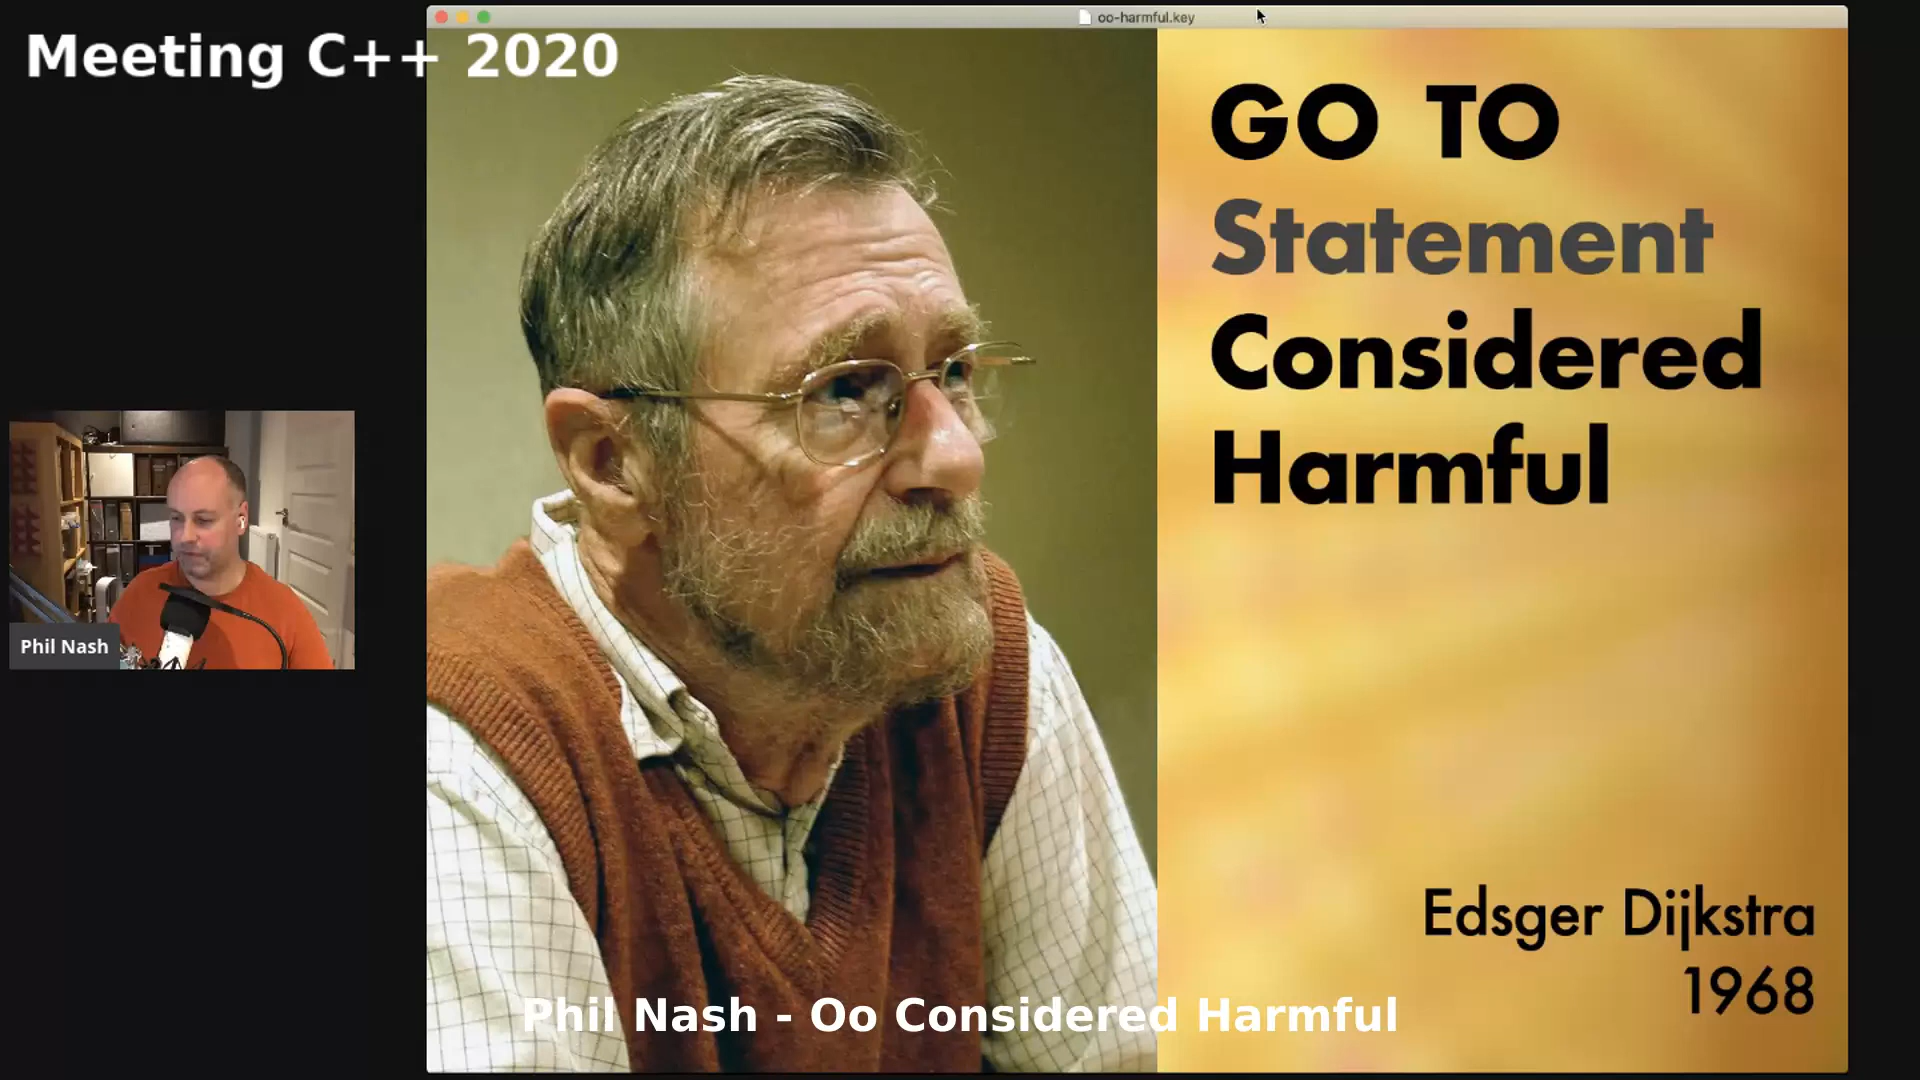 oo-harmful.key
Meeting C++ 2020
GO TO
Statement
Considered
Harmful
Phil Nash
Edsger Dijkstra
1968
Phil Nash - Oo Considered Harmful